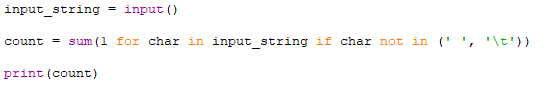 input_string = input()
count = sum(1 for char in input_string if char not in (' ', '\t'))
print(count)